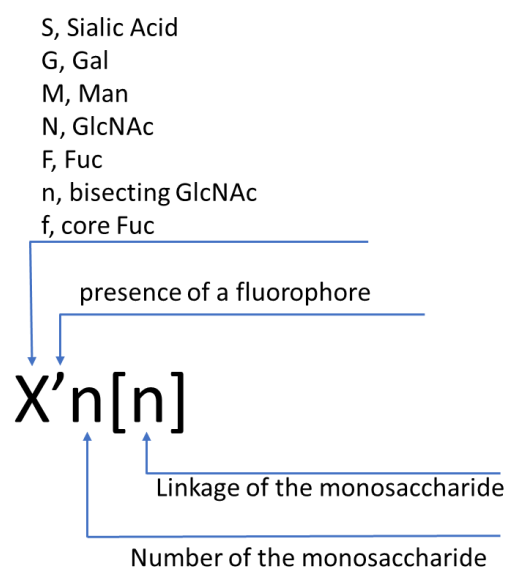 S, Sialic Acid
G, Gal
M, Man
N, GlcNAc
F, Fuc
n, bisecting GlcNAc
f, core Fuc
presence of a fluorophore
X’n[n]
Linkage of the monosaccharide
Number of the monosaccharide